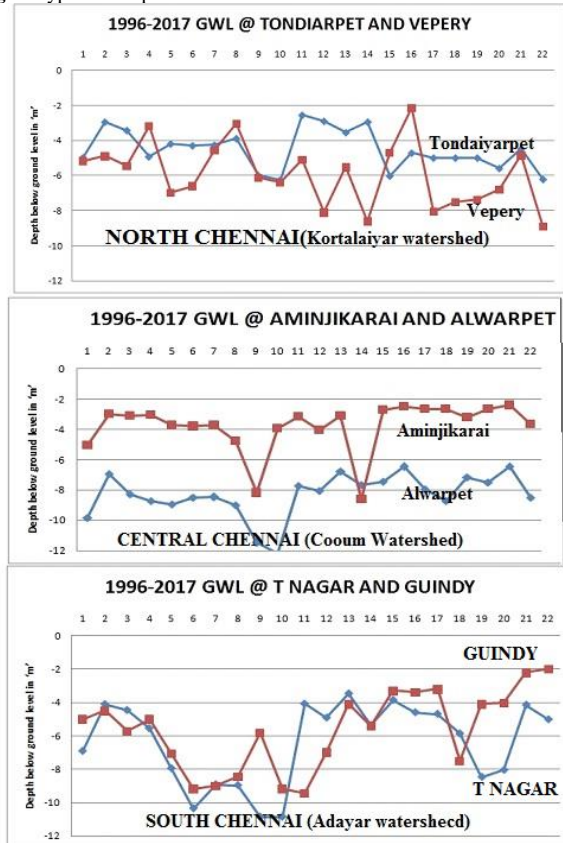 1996-2017 GWL @ TONDIARPET AND VEPERY
1 2 3 4 5 6 7 8 9 10 11 12 13 14 15 16 17 18 19 20 21 22
0
-2
-4
-6
-8
-10
-12
Depth below ground level in 'm'
Tondaiyarpet
Vepery
NORTH CHENNAI(Kortalaiyar watershed)
1996-2017 GWL @ AMINJIKARAI AND ALWARPET
1 2 3 4 5 6 7 8 9 10 11 12 13 14 15 16 17 18 19 20 21 22
0
-2
-4
-6
-8
-10
-12
Depth below ground level in 'm'
Aminjikarai
Alwarpet
CENTRAL CHENNAI (Cooum Watershed)
1996-2017 GWL @ T NAGAR AND GUINDY
1 2 3 4 5 6 7 8 9 10 11 12 13 14 15 16 17 18 19 20 21 22
0
-2
-4
-6
-8
-10
-12
Depth below ground level in 'm'
GUINDY
T NAGAR
SOUTH CHENNAI (Adayar watershecd)